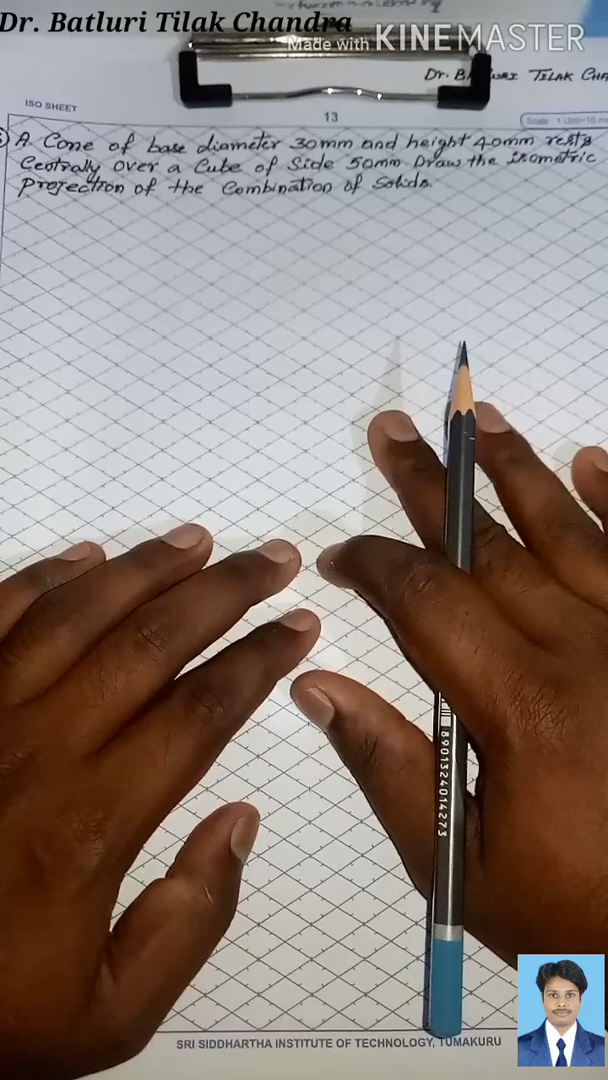 Dr. Batluri Tilak Chandra
Made with KINEMASTER
ISO SHEET
13
A Cone of base diameter 30mm and height 40mm rests
Centrally over a Cube of Side 50mm. Draw the isometric
Projection of the Combination of Solids.
8901324014273
SRI SIDDHARTHA INSTITUTE OF TECHNOLOGY, TUMAKURU